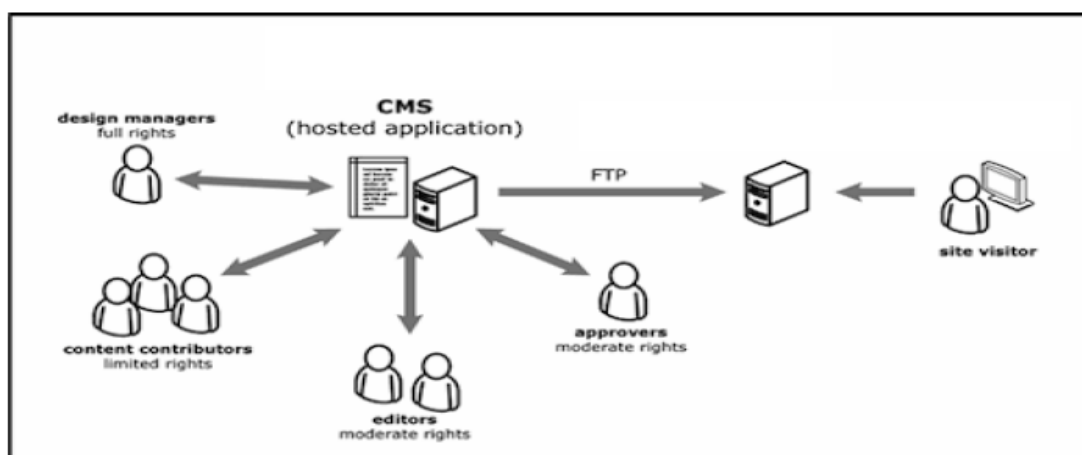 CMS
(hosted application)
design managers
full rights
FTP
site visitor
content contributors
limited rights
approvers
moderate rights
editors
moderate rights